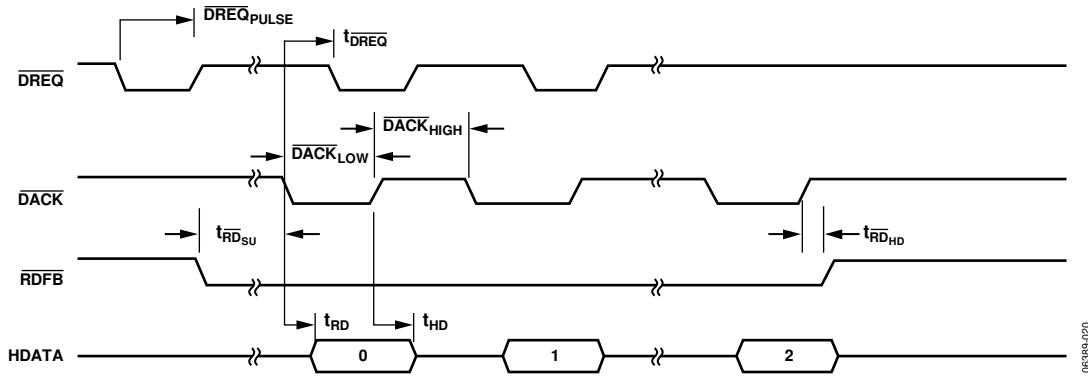 DREQPULSE
tDREQ
DREQ
DACKHIGH
DACKLOW
DACK
tRDSU
tRDHD
RDFB
tRD
tHD
HDATA
0
1
2
06389-020